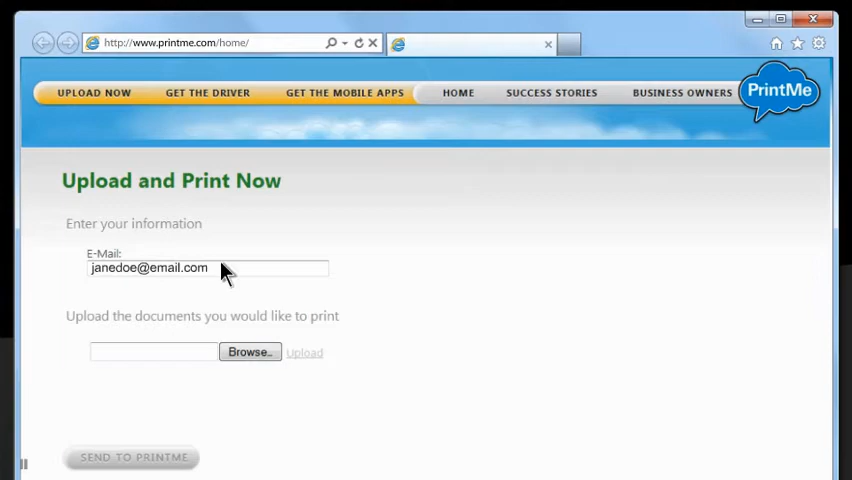 http://www.printme.com/home/
UPLOAD NOW GET THE DRIVER GET THE MOBILE APPS HOME SUCCESS STORIES BUSINESS OWNERS PrintMe
Upload and Print Now
Enter your information
E-Mail:
janedoe@email.com
Upload the documents you would like to print
Browse.. Upload
SEND TO PRINTME